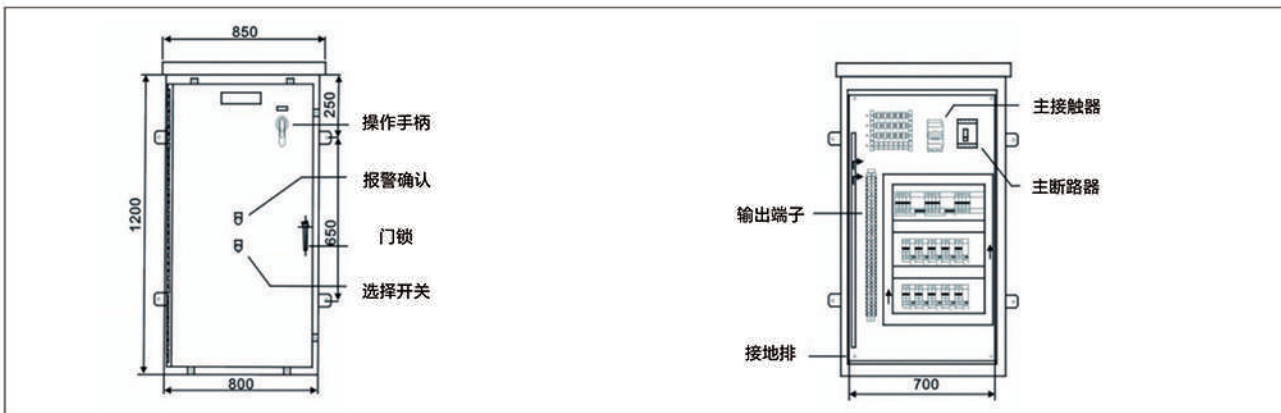 850
250
操作手柄
报警确认
1200
650
门锁
选择开关
800
主接触器
主断路器
输出端子
接地排
700